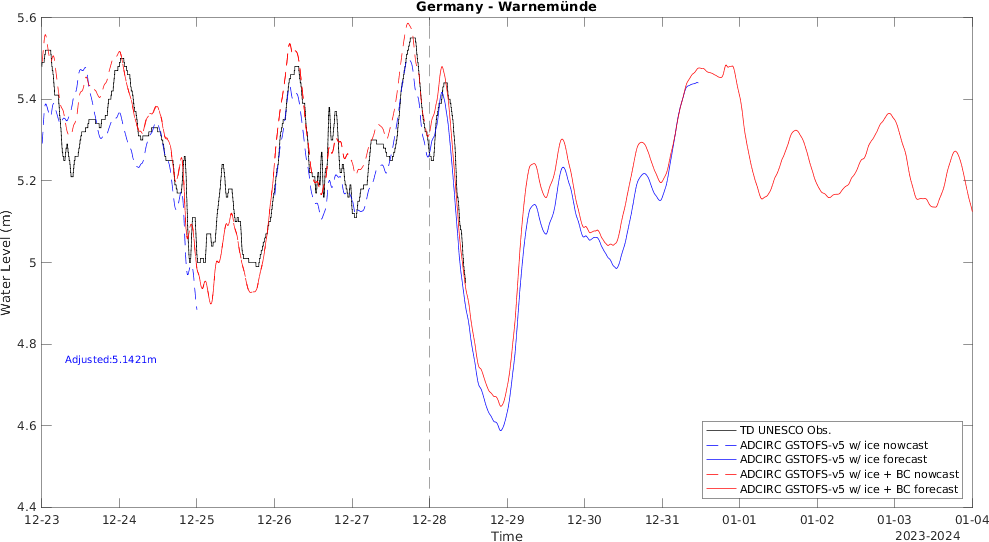 Germany - Warnemünde
5.6
5.4
5.2
5
4.8
4.6
4.4
Water Level (m)
Adjusted:5.1421m
TD UNESCO Obs.
ADCIRC GSTOFS-v5 w/ ice nowcast
ADCIRC GSTOFS-v5 w/ ice forecast
ADCIRC GSTOFS-v5 w/ ice + BC nowcast
ADCIRC GSTOFS-v5 w/ ice + BC forecast
12-23 12-24 12-25 12-26 12-27 12-28 12-29 12-30 12-31 01-01 01-02 01-03 01-04
Time
2023-2024